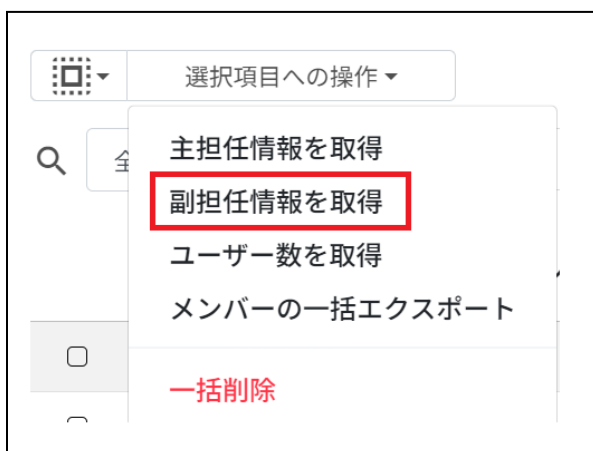 選択項目への操作
主担任情報を取得
副担任情報を取得
ユーザー数を取得
メンバーの一括エクスポート
一括削除